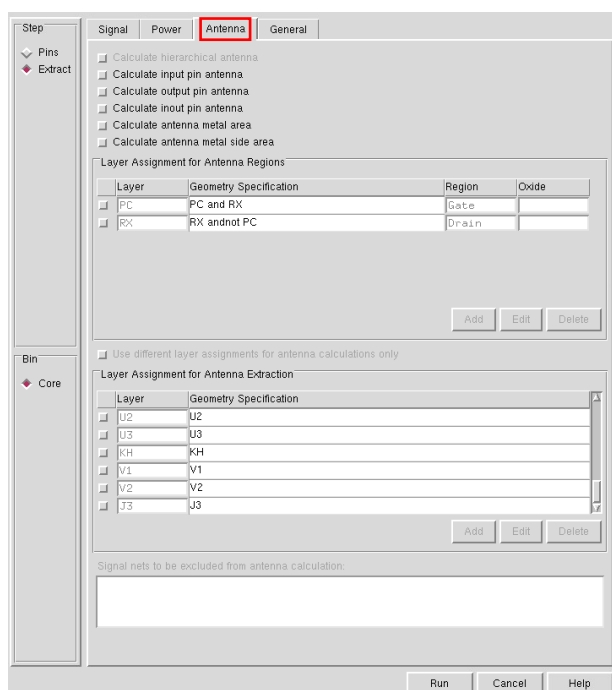 Step
Pins
Extract
Bin
Core
Signal Power Antenna General
Calculate hierarchical antenna
Calculate input pin antenna
Calculate output pin antenna
Calculate inout pin antenna
Calculate antenna metal area
Calculate antenna metal side area
Layer Assignment for Antenna Regions
Layer Geometry Specification Region Oxide
PC PC and RX Gate
RX RX andnot PC Drain
Add Edit Delete
Use different layer assignments for antenna calculations only
Layer Assignment for Antenna Extraction
Layer Geometry Specification
U2 U2
U3 U3
KH KH
V1 V1
V2 V2
J3 J3
Add Edit Delete
Signal nets to be excluded from antenna calculation:
Run Cancel Help